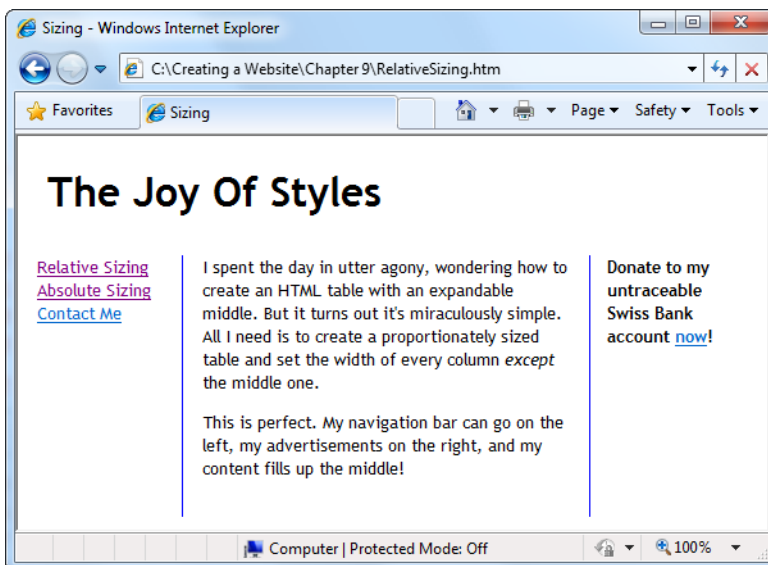 Sizing - Windows Internet Explorer
C:\Creating a Website\Chapter 9\RelativeSizing.htm
Favorites
Sizing
Page
Safety
Tools
The Joy Of Styles
Relative Sizing
Absolute Sizing
Contact Me
I spent the day in utter agony, wondering how to
create an HTML table with an expandable
middle. But it turns out it's miraculously simple.
All I need is to create a proportionately sized
table and set the width of every column except
the middle one.
This is perfect. My navigation bar can go on the
left, my advertisements on the right, and my
content fills up the middle!
Donate to my
untraceable
Swiss Bank
account now!
Computer | Protected Mode: Off
100%